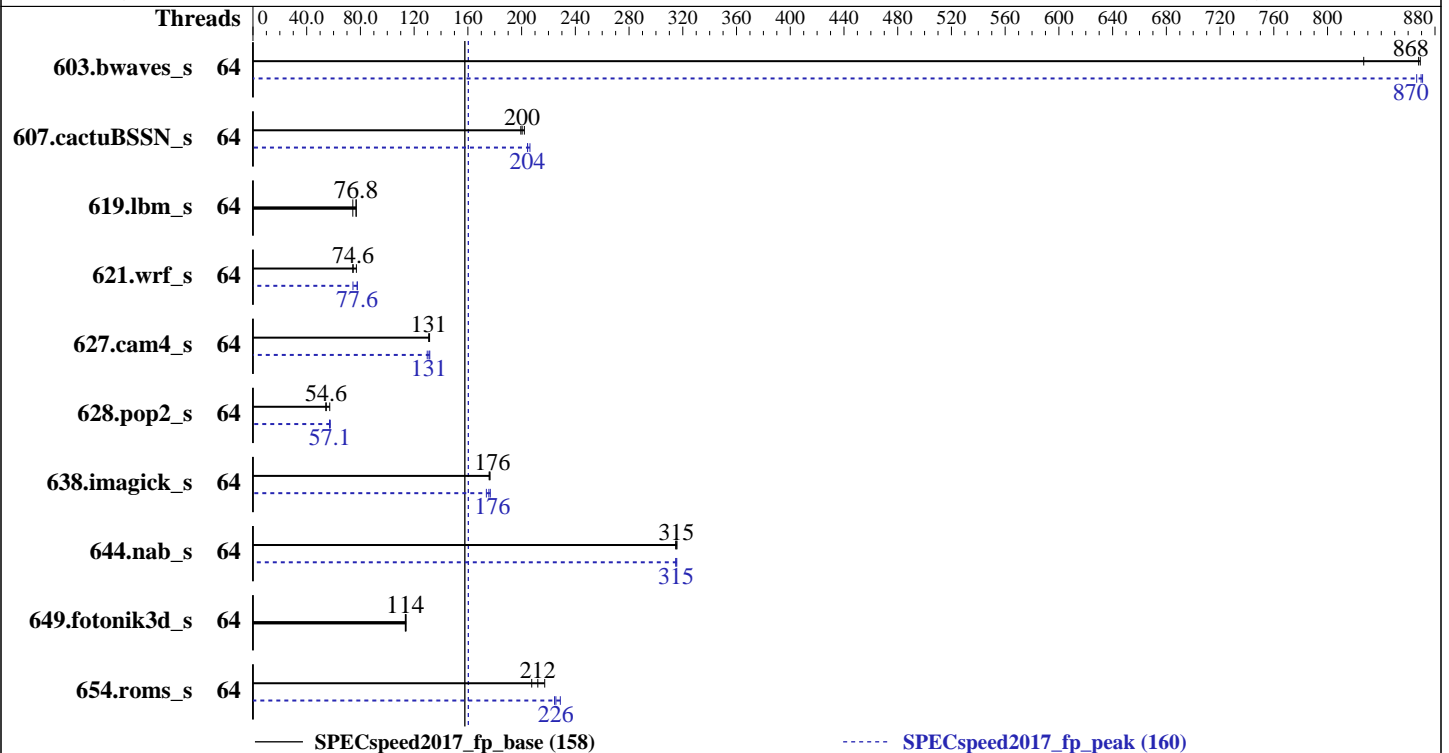 Threads 0 40.0 80.0 120 160 200 240 280 320 360 400 440 480 520 560 600 640 680 720 760 800 880
603.bwaves_s 64 868
870
607.cactuBSSN_s 64 200
204
619.lbm_s 64 76.8
621.wrf_s 64 74.6
77.6
627.cam4_s 64 131
131
628.pop2_s 64 54.6
57.1
638.imagick_s 64 176
176
644.nab_s 64 315
315
649.fotonik3d_s 64 114
654.roms_s 64 212
226
SPECspeed2017_fp_base (158) SPECspeed2017_fp_peak (160)